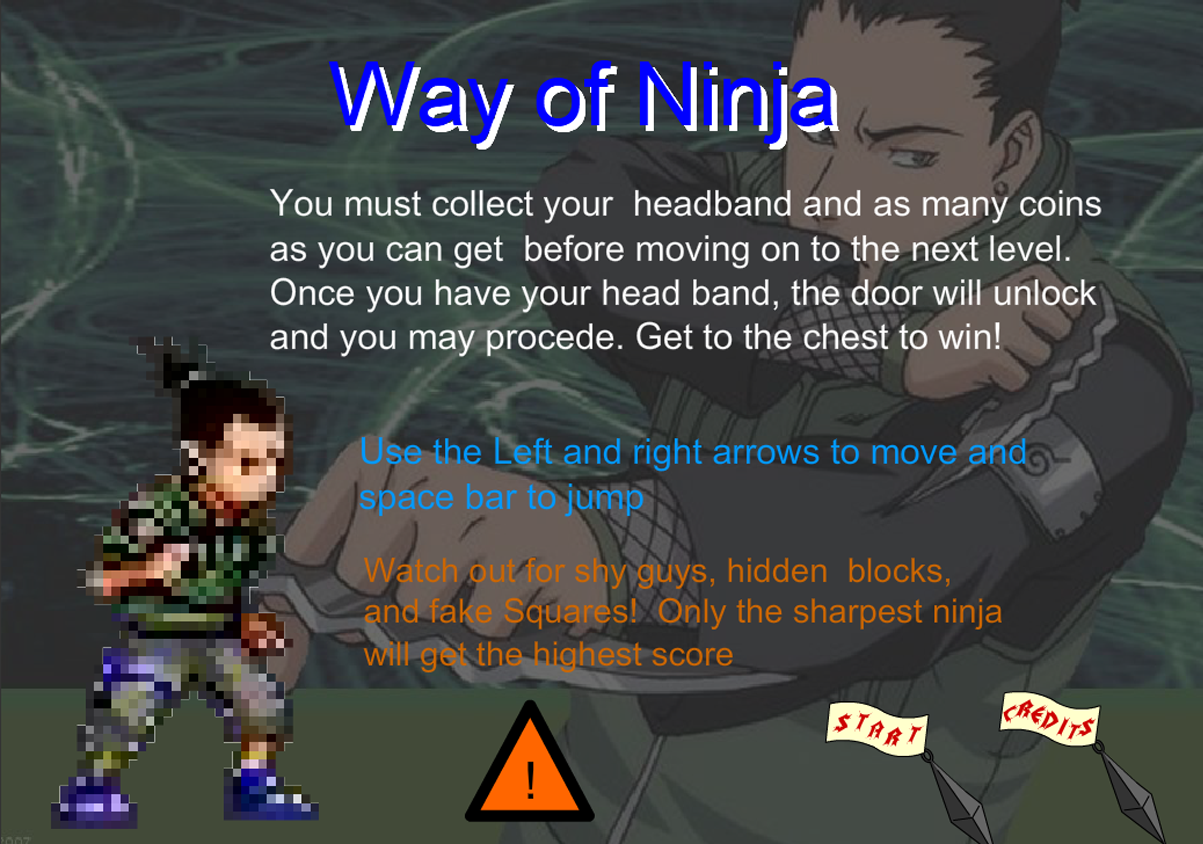 Way of Ninja
You must collect your  headband and as many coins
as you can get  before moving on to the next level.
Once you have your head band, the door will unlock
and you may procede. Get to the chest to win!
Use the Left and right arrows to move and
space bar to jump
Watch out for shy guys, hidden  blocks,
and fake Squares!  Only the sharpest ninja
will get the highest score
!
START
CREDITS